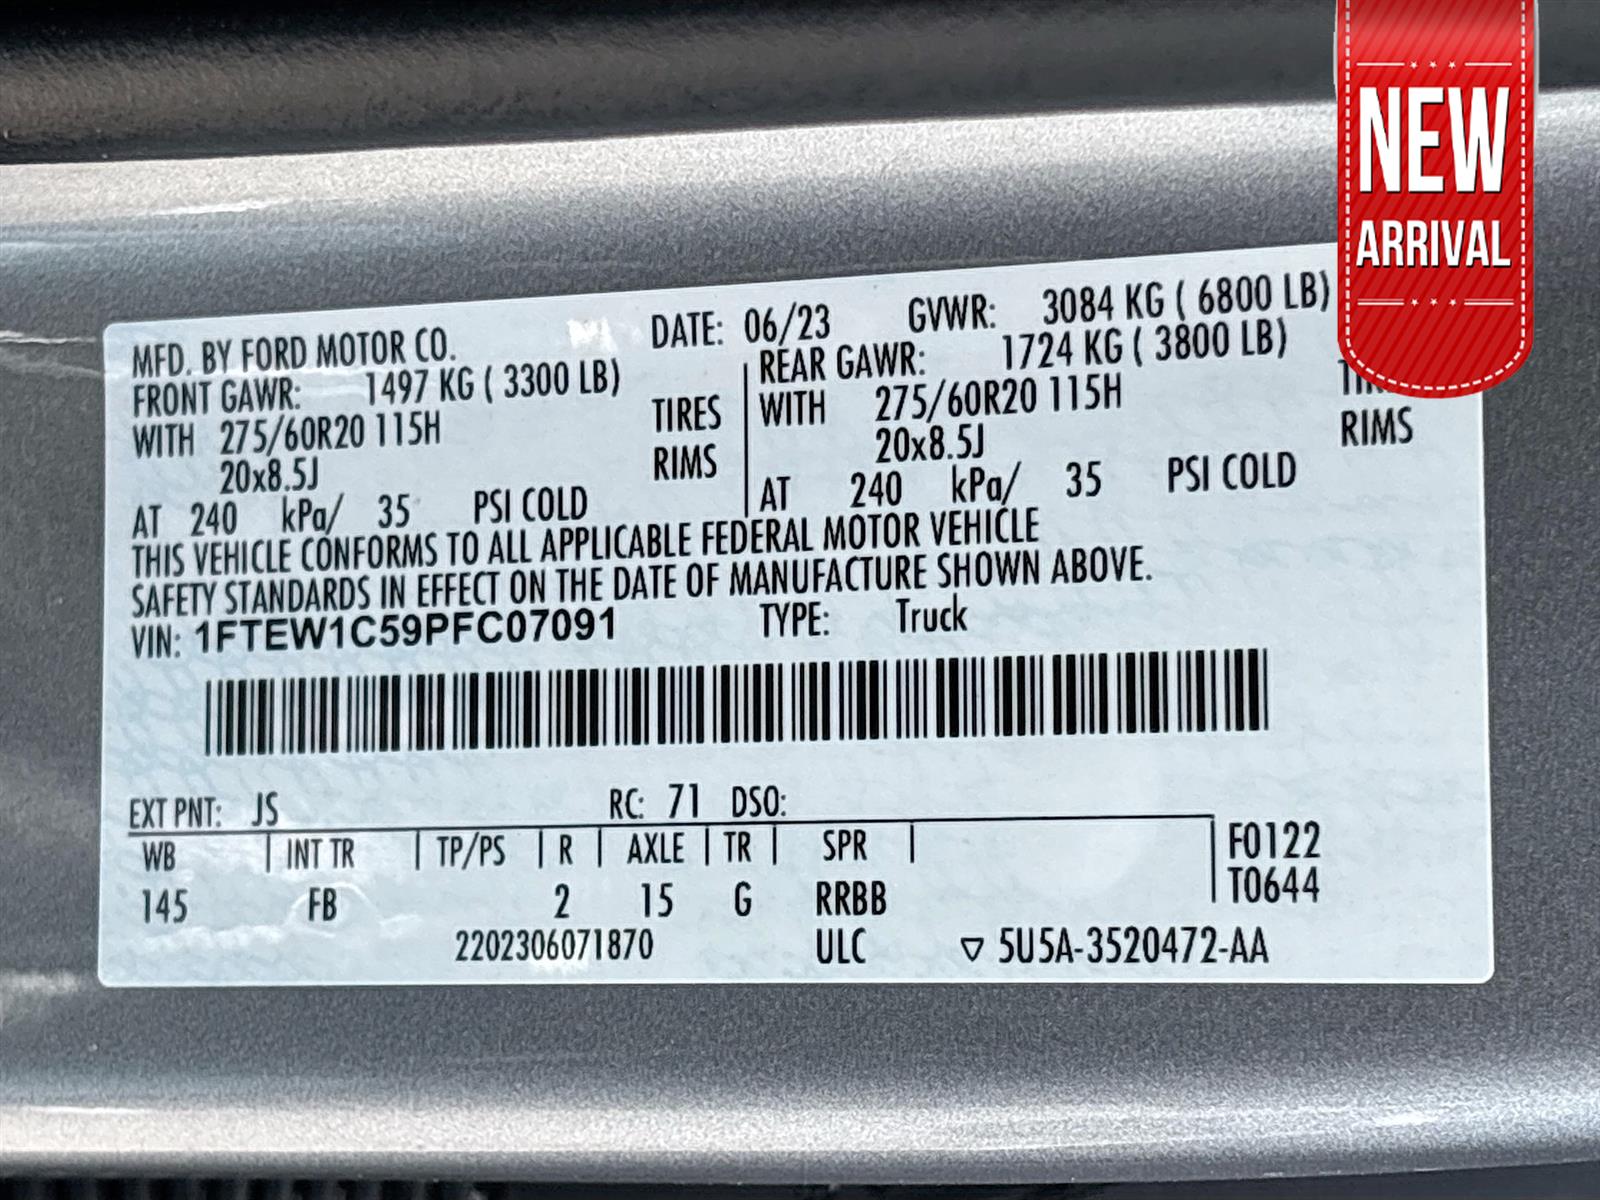 NEW
ARRIVAL
MFD. BY FORD MOTOR CO. DATE: 06/23 GVWR: 3084 KG ( 6800 LB)
FRONT GAWR: 1497 KG ( 3300 LB) REAR GAWR: 1724 KG ( 3800 LB)
WITH 275/60R20 115H TIRES WITH 275/60R20 115H
20x8.5J RIMS 20x8.5J RIMS
AT 240 kPa/ 35 PSI COLD AT 240 kPa/ 35 PSI COLD
THIS VEHICLE CONFORMS TO ALL APPLICABLE FEDERAL MOTOR VEHICLE
SAFETY STANDARDS IN EFFECT ON THE DATE OF MANUFACTURE SHOWN ABOVE.
VIN: 1FTEW1C59PFC07091 TYPE: Truck
EXT PNT: JS RC: 71 DSO:
WB INT TR TP/PS R AXLE TR SPR F0122
145 FB 2 15 G RRBB T0644
2202306071870 ULC ▽ 5U5A-3520472-AA